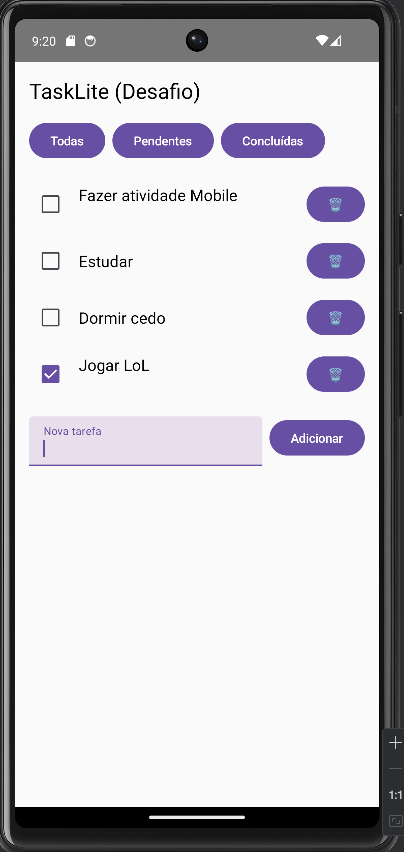 9:20
TaskLite (Desafio)
Todas Pendentes Concluídas
Fazer atividade Mobile
Estudar
Dormir cedo
Jogar LoL
Nova tarefa
Adicionar
1:1